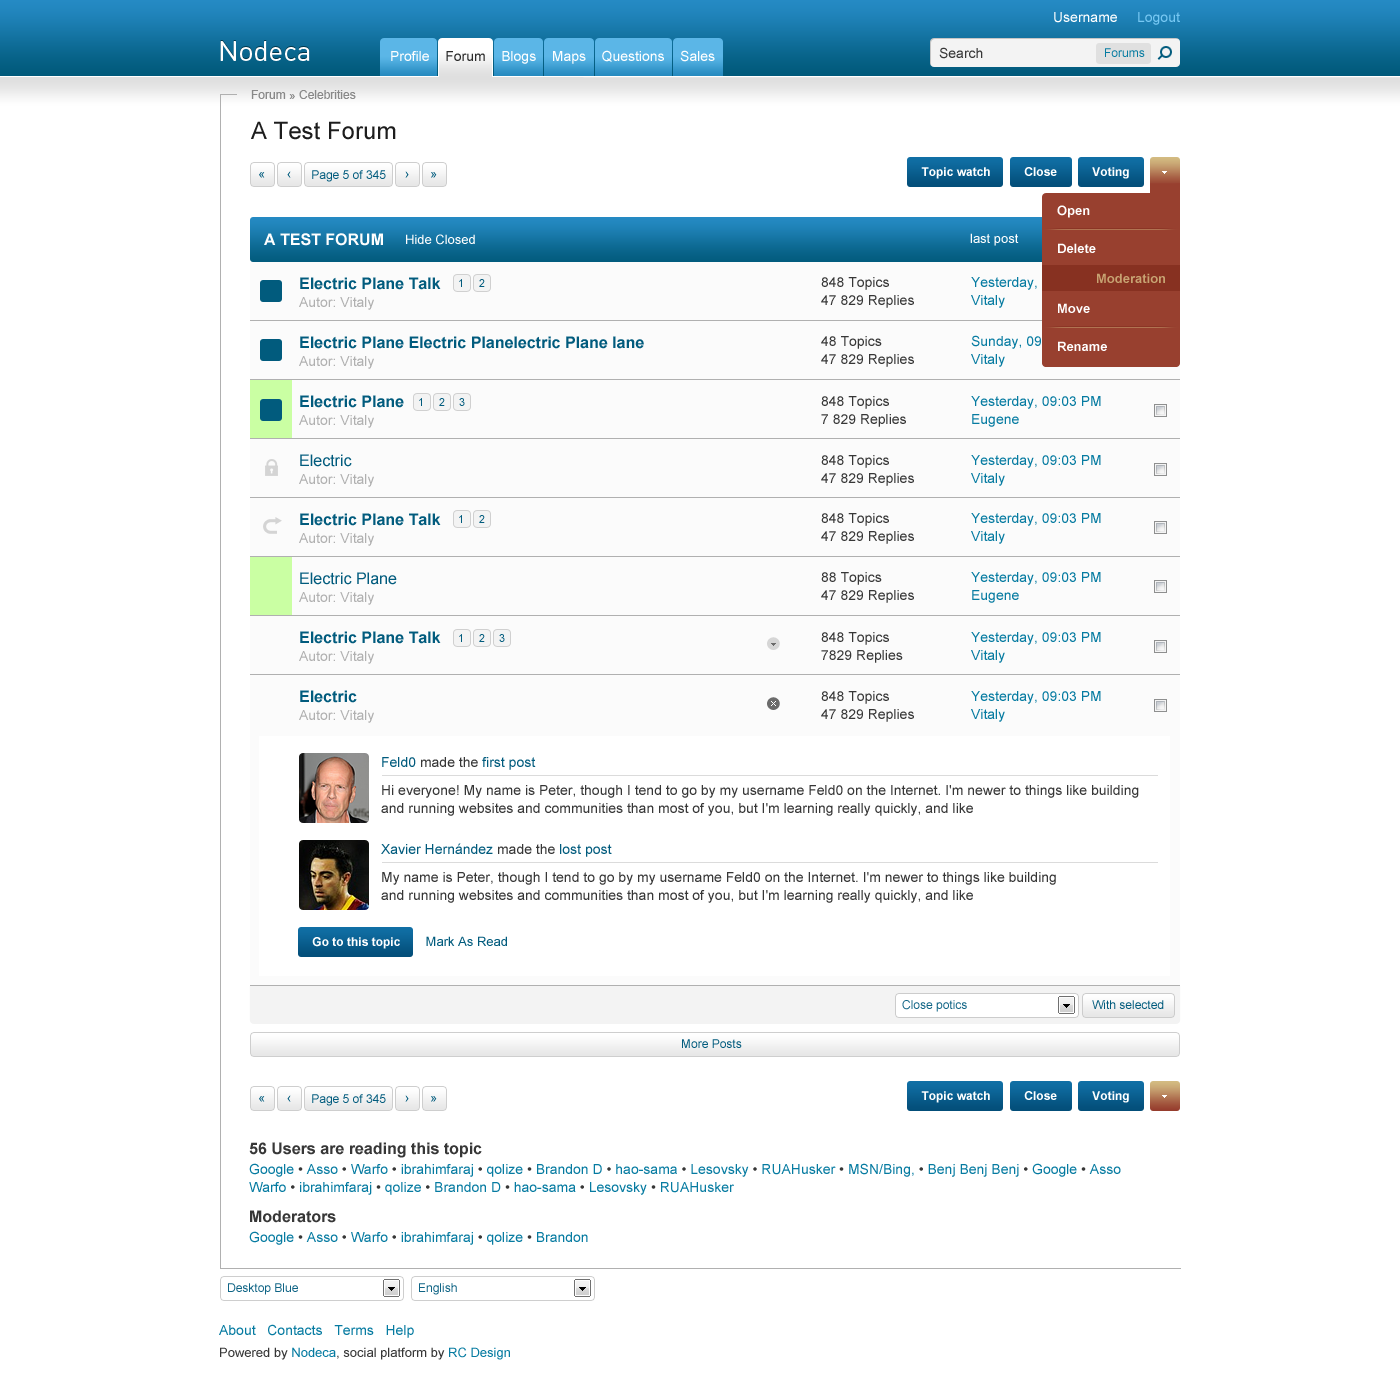 Username Logout
Nodeca
Profile Forum Blogs Maps Questions Sales
Search Forums
Forum » Celebrities
A Test Forum
« ‹ Page 5 of 345 › »
Topic watch Close Voting
Open
Delete
Moderation
Move
Rename
A TEST FORUM Hide Closed last post
Electric Plane Talk 1 2 848 Topics Yesterday,
Autor: Vitaly 47 829 Replies Vitaly
Electric Plane Electric Planelectric Plane lane 48 Topics Sunday, 09
Autor: Vitaly 47 829 Replies Vitaly
Electric Plane 1 2 3 848 Topics Yesterday, 09:03 PM
Autor: Vitaly 7 829 Replies Eugene
Electric 848 Topics Yesterday, 09:03 PM
Autor: Vitaly 47 829 Replies Vitaly
Electric Plane Talk 1 2 848 Topics Yesterday, 09:03 PM
Autor: Vitaly 47 829 Replies Vitaly
Electric Plane 88 Topics Yesterday, 09:03 PM
Autor: Vitaly 47 829 Replies Eugene
Electric Plane Talk 1 2 3 848 Topics Yesterday, 09:03 PM
Autor: Vitaly 7829 Replies Vitaly
Electric 848 Topics Yesterday, 09:03 PM
Autor: Vitaly 47 829 Replies Vitaly
Feld0 made the first post
Hi everyone! My name is Peter, though I tend to go by my username Feld0 on the Internet. I'm newer to things like building
and running websites and communities than most of you, but I'm learning really quickly, and like
Xavier Hernández made the lost post
My name is Peter, though I tend to go by my username Feld0 on the Internet. I'm newer to things like building
and running websites and communities than most of you, but I'm learning really quickly, and like
Go to this topic Mark As Read
Close potics With selected
More Posts
« ‹ Page 5 of 345 › »
Topic watch Close Voting
56 Users are reading this topic
Google • Asso • Warfo • ibrahimfaraj • qolize • Brandon D • hao-sama • Lesovsky • RUAHusker • MSN/Bing, • Benj Benj Benj • Google • Asso
Warfo • ibrahimfaraj • qolize • Brandon D • hao-sama • Lesovsky • RUAHusker
Moderators
Google • Asso • Warfo • ibrahimfaraj • qolize • Brandon
Desktop Blue English
About Contacts Terms Help
Powered by Nodeca, social platform by RC Design